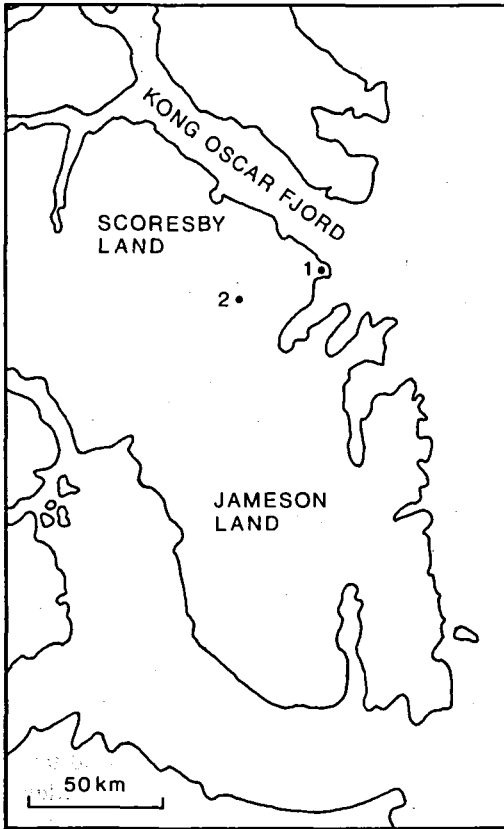 KONG OSCAR FJORD
SCORESBY
LAND
1
2
JAMESON
LAND
50 km